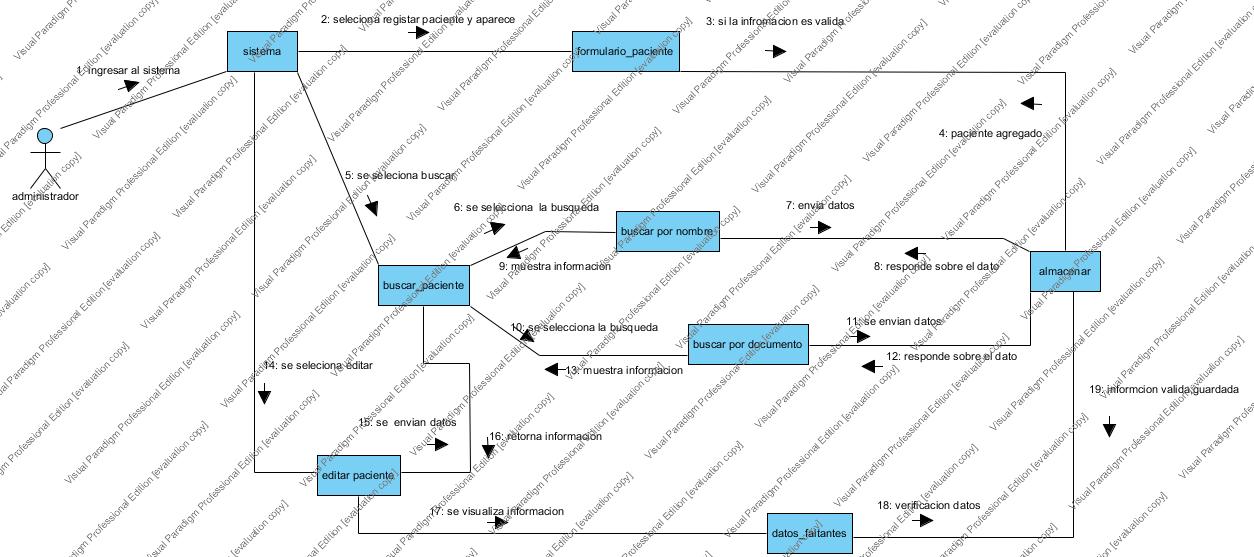 2: seleciona registar paciente y aparece
3: si la infromacion es valida
sistema
formulario_paciente
1: ingresar al sistema
4: paciente agregado
administrador
5: se seleciona buscar
6: se selecciona la busqueda
7: envia datos
buscar por nombre
9: muestra informacion
8: responde sobre el dato
almacenar
buscar_paciente
10: se selecciona la busqueda
11: se envian datos
buscar por documento
12: responde sobre el dato
14: se seleciona editar
13: muestra informacion
19: informcion valida,guardada
15: se envian datos
16: retorna informacion
editar paciente
17: se visualiza informacion
18: verificacion datos
datos_faltantes
Visual Paradigm Professional Edition [evaluation copy]